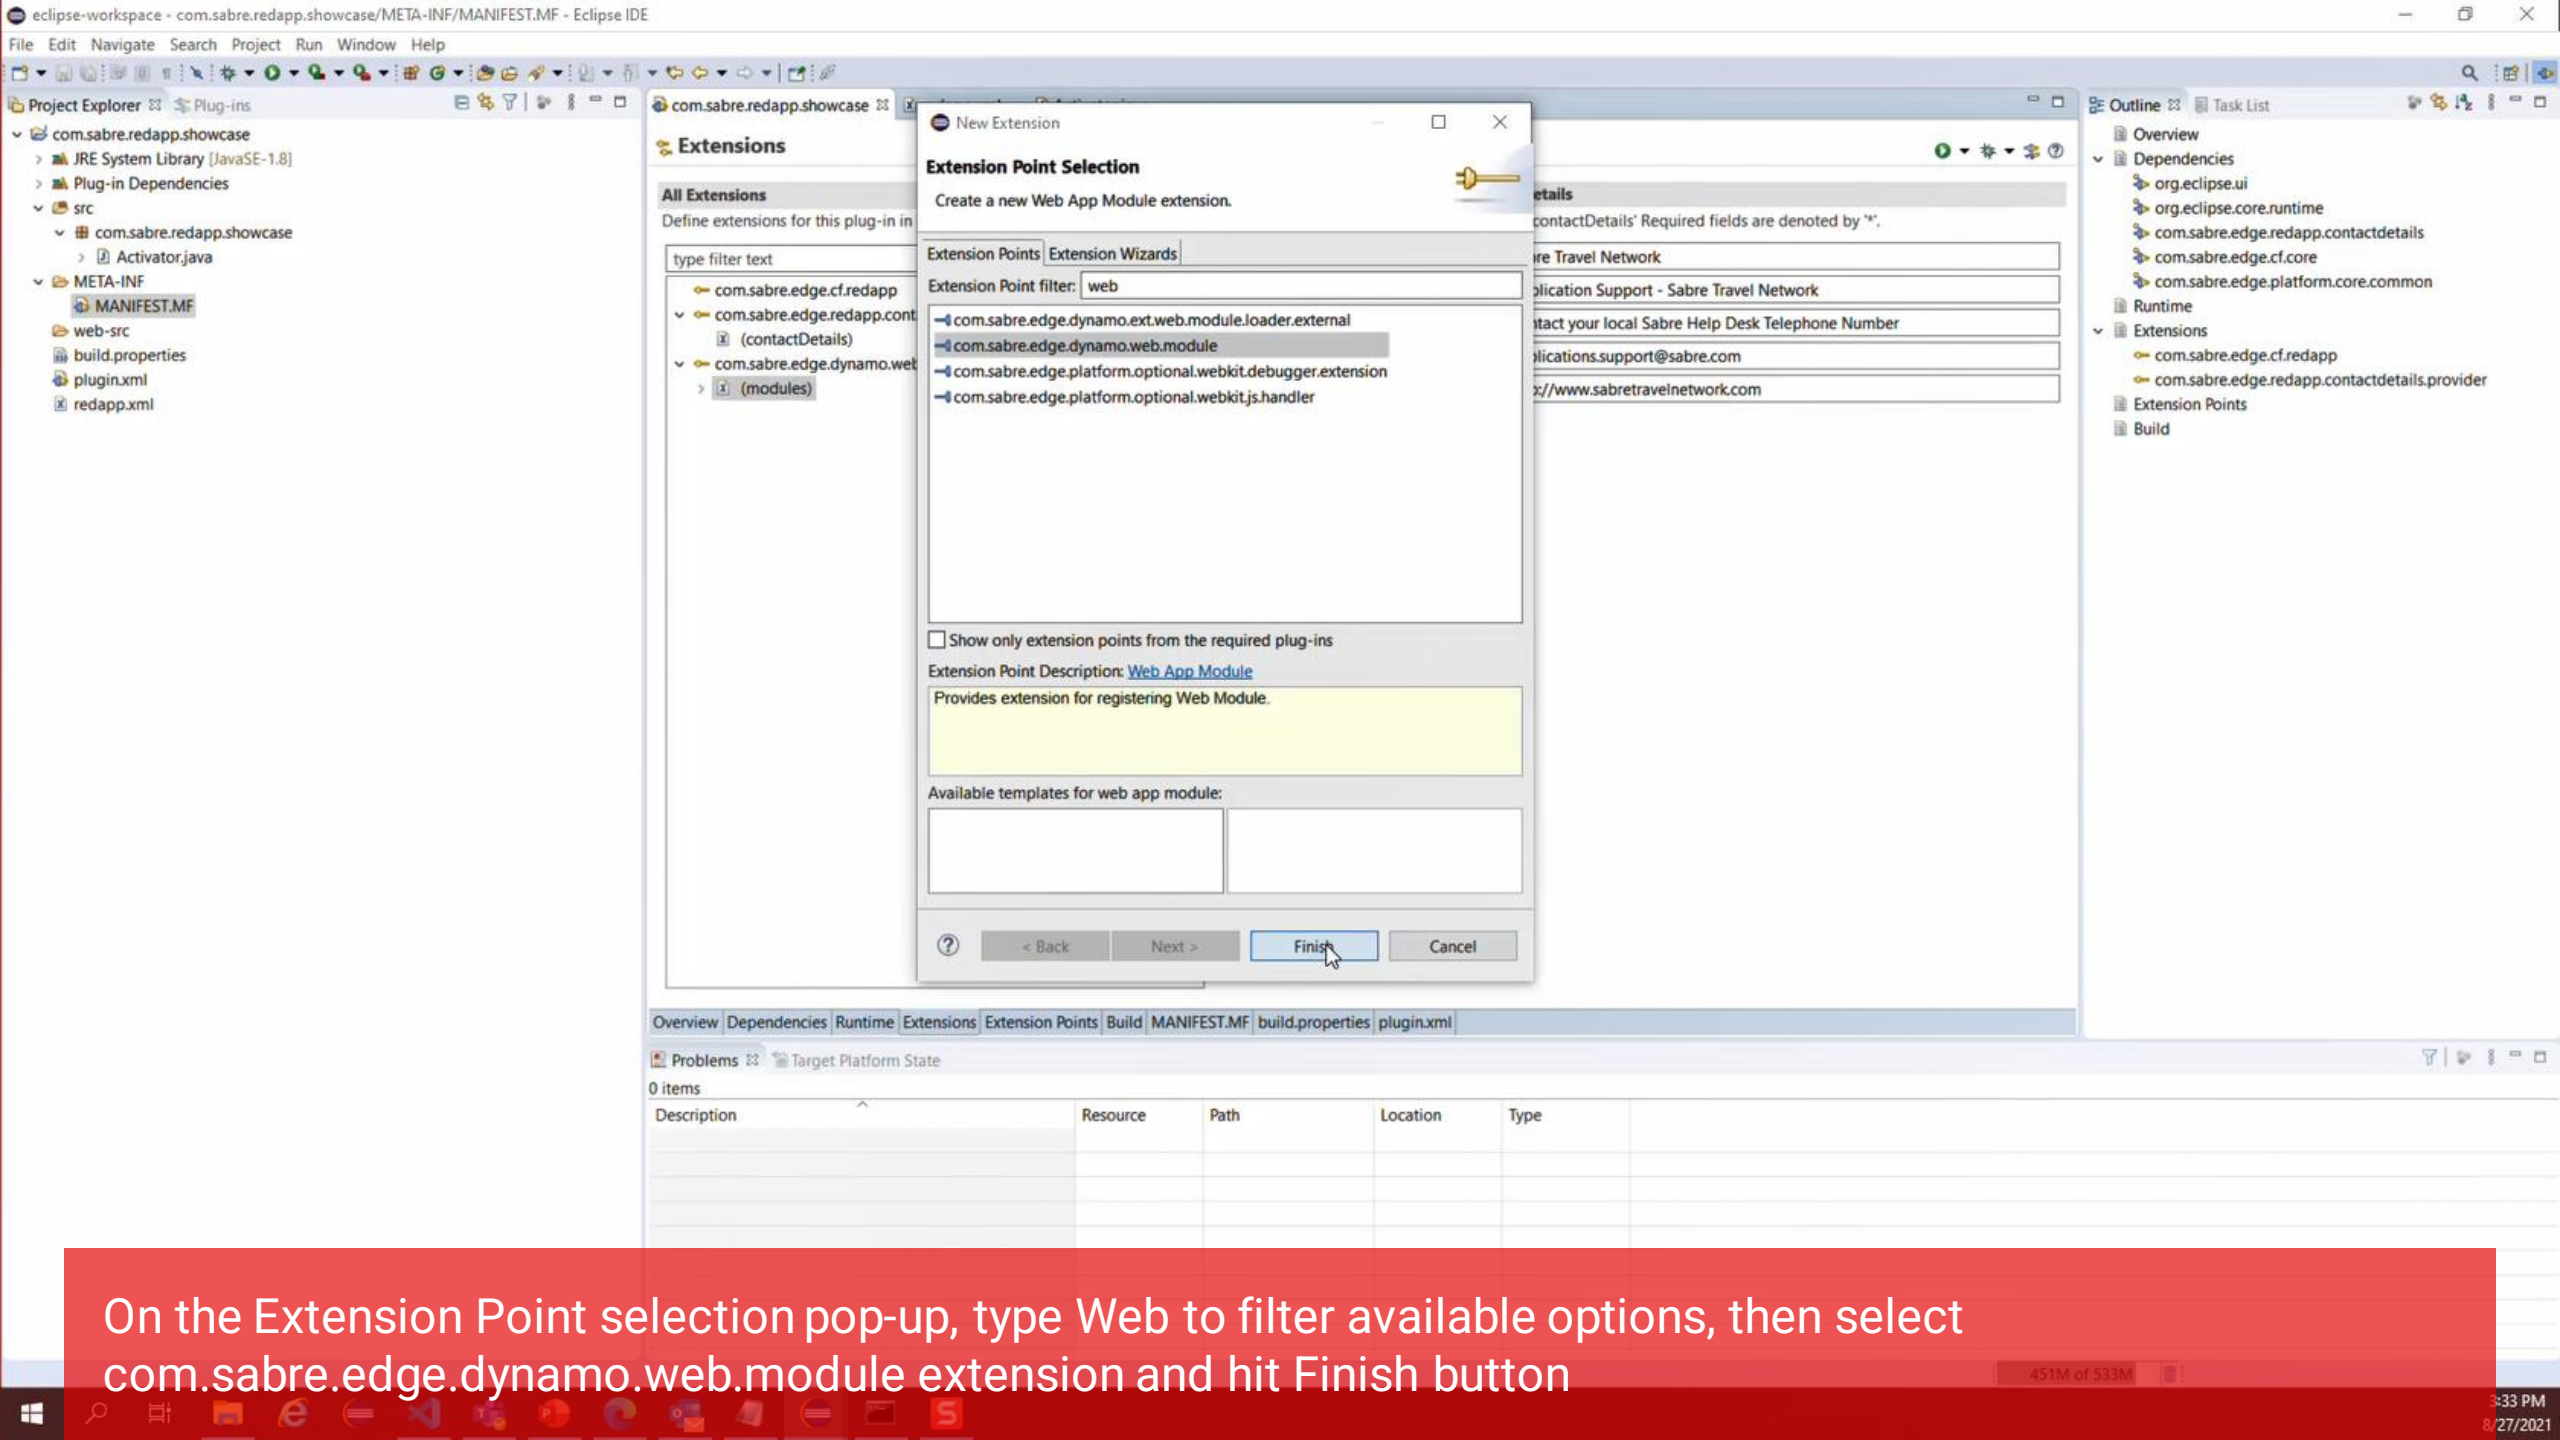 eclipse-workspace - com.sabre.redapp.showcase/META-INF/MANIFEST.MF - Eclipse IDE
File Edit Navigate Search Project Run Window Help
Project Explorer Plug-ins
com.sabre.redapp.showcase
JRE System Library [JavaSE-1.8]
Plug-in Dependencies
src
com.sabre.redapp.showcase
Activator.java
META-INF
MANIFEST.MF
web-src
build.properties
plugin.xml
redapp.xml
com.sabre.redapp.showcase
Extensions
All Extensions
Define extensions for this plug-in in
type filter text
com.sabre.edge.cf.redapp
com.sabre.edge.redapp.cont
(contactDetails)
com.sabre.edge.dynamo.web
(modules)
New Extension
Extension Point Selection
Create a new Web App Module extension.
Extension Points Extension Wizards
Extension Point filter: web
com.sabre.edge.dynamo.ext.web.module.loader.external
com.sabre.edge.dynamo.web.module
com.sabre.edge.platform.optional.webkit.debugger.extension
com.sabre.edge.platform.optional.webkit.js.handler
Show only extension points from the required plug-ins
Extension Point Description: Web App Module
Provides extension for registering Web Module.
Available templates for web app module:
< Back Next > Finish Cancel
etails
contactDetails' Required fields are denoted by '*'.
re Travel Network
plication Support - Sabre Travel Network
ntact your local Sabre Help Desk Telephone Number
plications.support@sabre.com
://www.sabretravelnetwork.com
Outline Task List
Overview
Dependencies
org.eclipse.ui
org.eclipse.core.runtime
com.sabre.edge.redapp.contactdetails
com.sabre.edge.cf.core
com.sabre.edge.platform.core.common
Runtime
Extensions
com.sabre.edge.cf.redapp
com.sabre.edge.redapp.contactdetails.provider
Extension Points
Build
Overview Dependencies Runtime Extensions Extension Points Build MANIFEST.MF build.properties plugin.xml
Problems Target Platform State
0 items
Description Resource Path Location Type
On the Extension Point selection pop-up, type Web to filter available options, then select
com.sabre.edge.dynamo.web.module extension and hit Finish button
451M of 533M
3:33 PM
8/27/2021